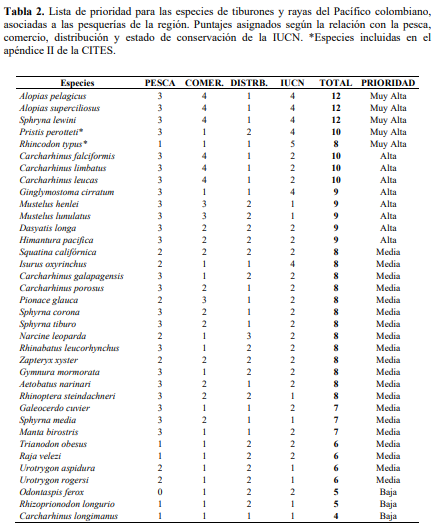 Tabla 2. Lista de prioridad para las especies de tiburones y rayas del Pacífico colombiano,
asociadas a las pesquerías de la región. Puntajes asignados según la relación con la pesca,
comercio, distribución y estado de conservación de la IUCN. *Especies incluidas en el
apéndice II de la CITES.
Especies PESCA COMER. DISTRB. IUCN TOTAL PRIORIDAD
Alopias pelagicus 3 4 1 4 12 Muy Alta
Alopias superciliosus 3 4 1 4 12 Muy Alta
Sphryna lewini 3 4 1 4 12 Muy Alta
Pristis perotteti* 3 1 2 4 10 Muy Alta
Rhincodon typus* 1 1 1 5 8 Muy Alta
Carcharhinus falciformis 3 4 1 2 10 Alta
Carcharhinus limbatus 3 4 1 2 10 Alta
Carcharhinus leucas 3 4 1 2 10 Alta
Ginglymostoma cirratum 3 1 1 4 9 Alta
Mustelus henlei 3 3 2 1 9 Alta
Mustelus lunulatus 3 3 2 1 9 Alta
Dasyatis longa 3 2 2 2 9 Alta
Himantura pacifica 3 2 2 2 9 Alta
Squatina califórnica 2 2 2 2 8 Media
Isurus oxyrinchus 2 1 1 4 8 Media
Carcharhinus galapagensis 3 1 2 2 8 Media
Carcharhinus porosus 3 2 1 2 8 Media
Pionace glauca 2 3 1 2 8 Media
Sphyrna corona 3 2 1 2 8 Media
Sphyrna tiburo 3 2 1 2 8 Media
Narcine leoparda 2 1 3 2 8 Media
Rhinabatus leucorhynchus 3 1 2 2 8 Media
Zapteryx xyster 2 2 2 2 8 Media
Gymnura mormorata 3 1 2 2 8 Media
Aetobatus narinari 3 2 1 2 8 Media
Rhinoptera steindachneri 3 2 2 1 8 Media
Galeocerdo cuvier 3 1 1 2 7 Media
Sphyrna media 3 2 1 1 7 Media
Manta birostris 3 1 1 2 7 Media
Trianodon obesus 1 1 2 2 6 Media
Raja velezi 1 1 2 2 6 Media
Urotrygon aspidura 2 1 2 1 6 Media
Urotrygon rogersi 2 1 2 1 6 Media
Odontaspis ferox 0 1 2 2 5 Baja
Rhizoprionodon longurio 1 1 2 1 5 Baja
Carcharhinus longimanus 1 1 1 1 4 Baja